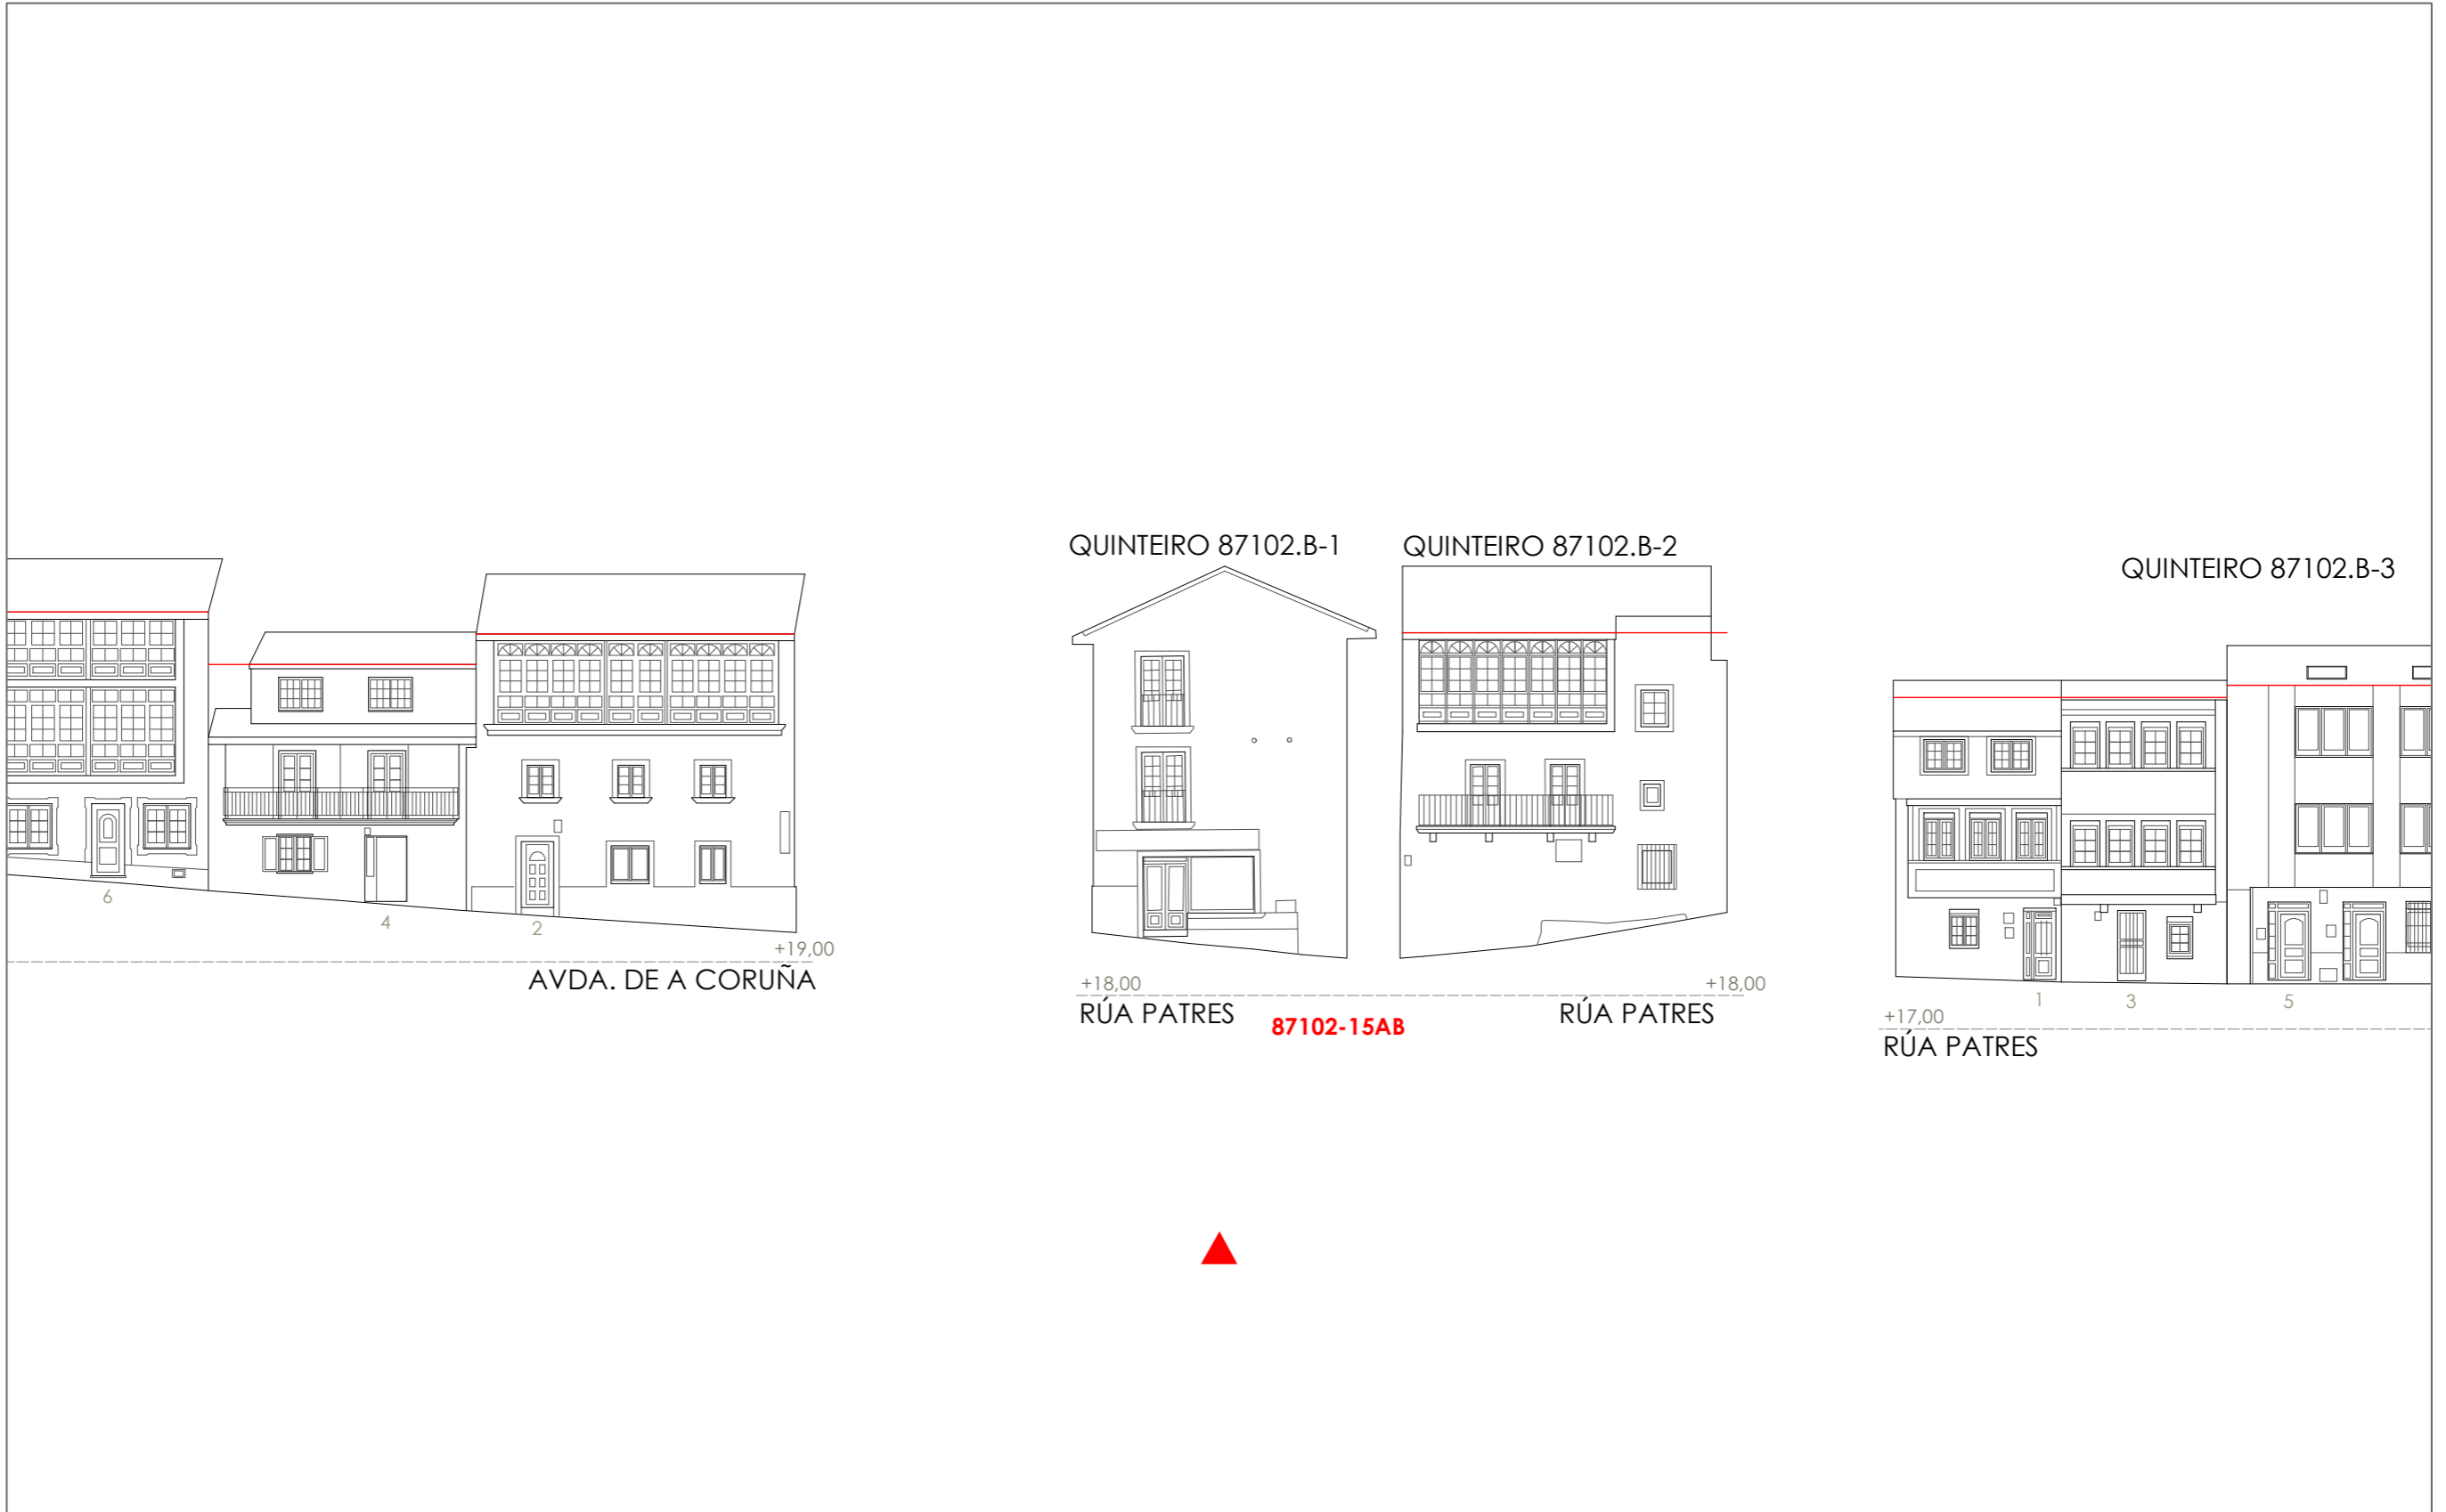 QUINTEIRO 87102.B-1
QUINTEIRO 87102.B-2
QUINTEIRO 87102.B-3
6
4
2
+19,00
AVDA. DE A CORUÑA
+18,00
RÚA PATRES
87102-15AB
+18,00
RÚA PATRES
1
3
5
+17,00
RÚA PATRES